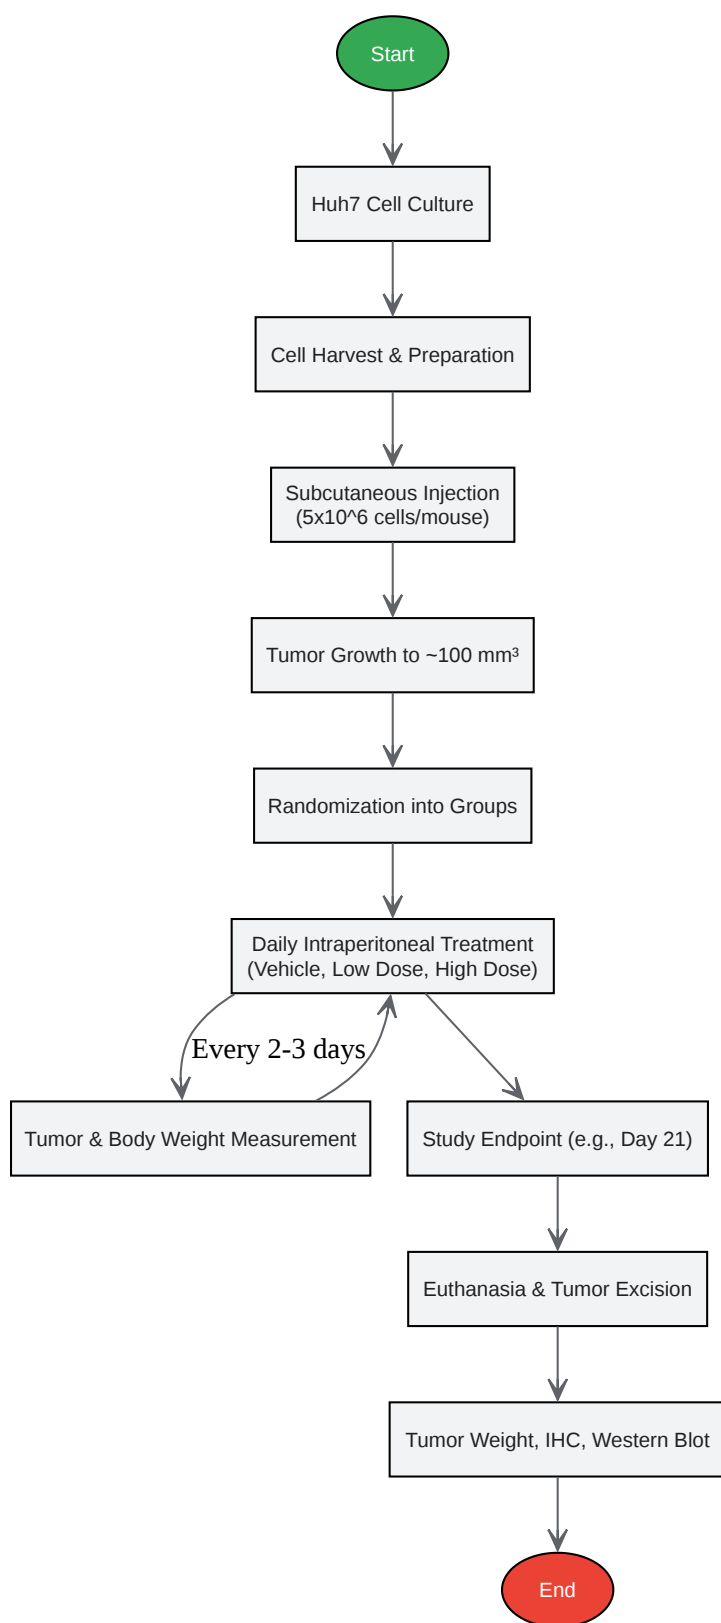 Start
Huh7 Cell Culture
Cell Harvest & Preparation
Subcutaneous Injection
(5x10^6 cells/mouse)
Tumor Growth to ~100 mm³
Randomization into Groups
Daily Intraperitoneal Treatment
(Vehicle, Low Dose, High Dose)
Every 2-3 days
Tumor & Body Weight Measurement
Study Endpoint (e.g., Day 21)
Euthanasia & Tumor Excision
Tumor Weight, IHC, Western Blot
End